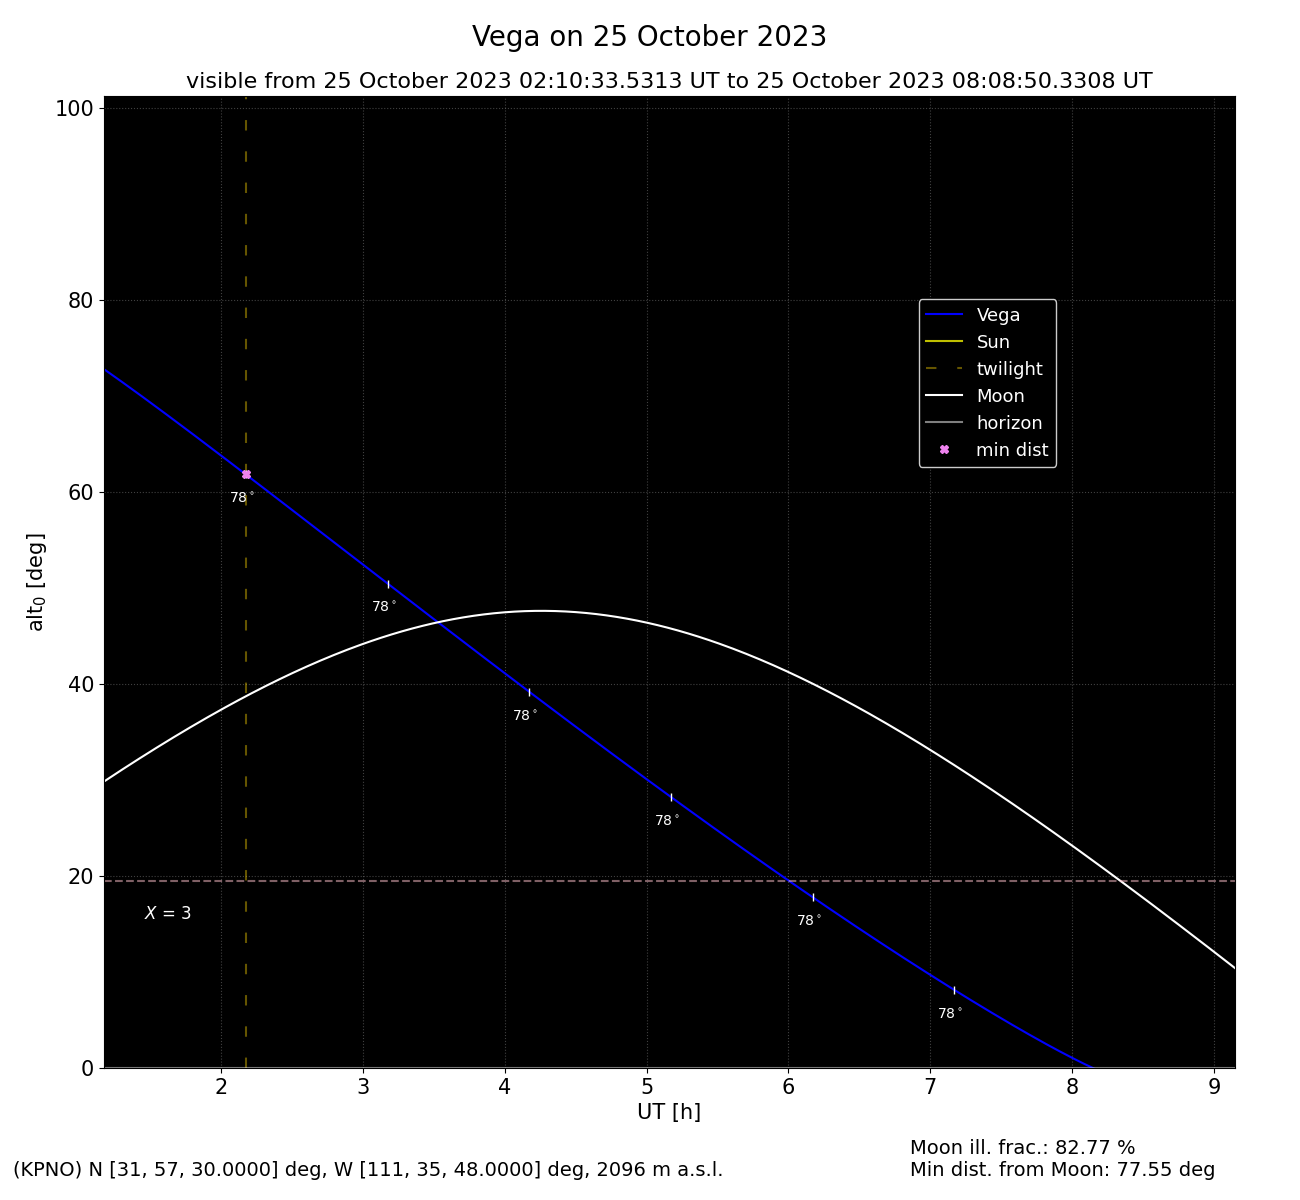 Vega on 25 October 2023
visible from 25 October 2023 02:10:33.5313 UT to 25 October 2023 08:08:50.3308 UT
100
80
60
40
20
0
alt₀ [deg]
Vega
Sun
twilight
Moon
horizon
min dist
78°
78°
78°
78°
78°
78°
X = 3
2 3 4 5 6 7 8 9
UT [h]
Moon ill. frac.: 82.77 %
(KPNO) N [31, 57, 30.0000] deg, W [111, 35, 48.0000] deg, 2096 m a.s.l.
Min dist. from Moon: 77.55 deg